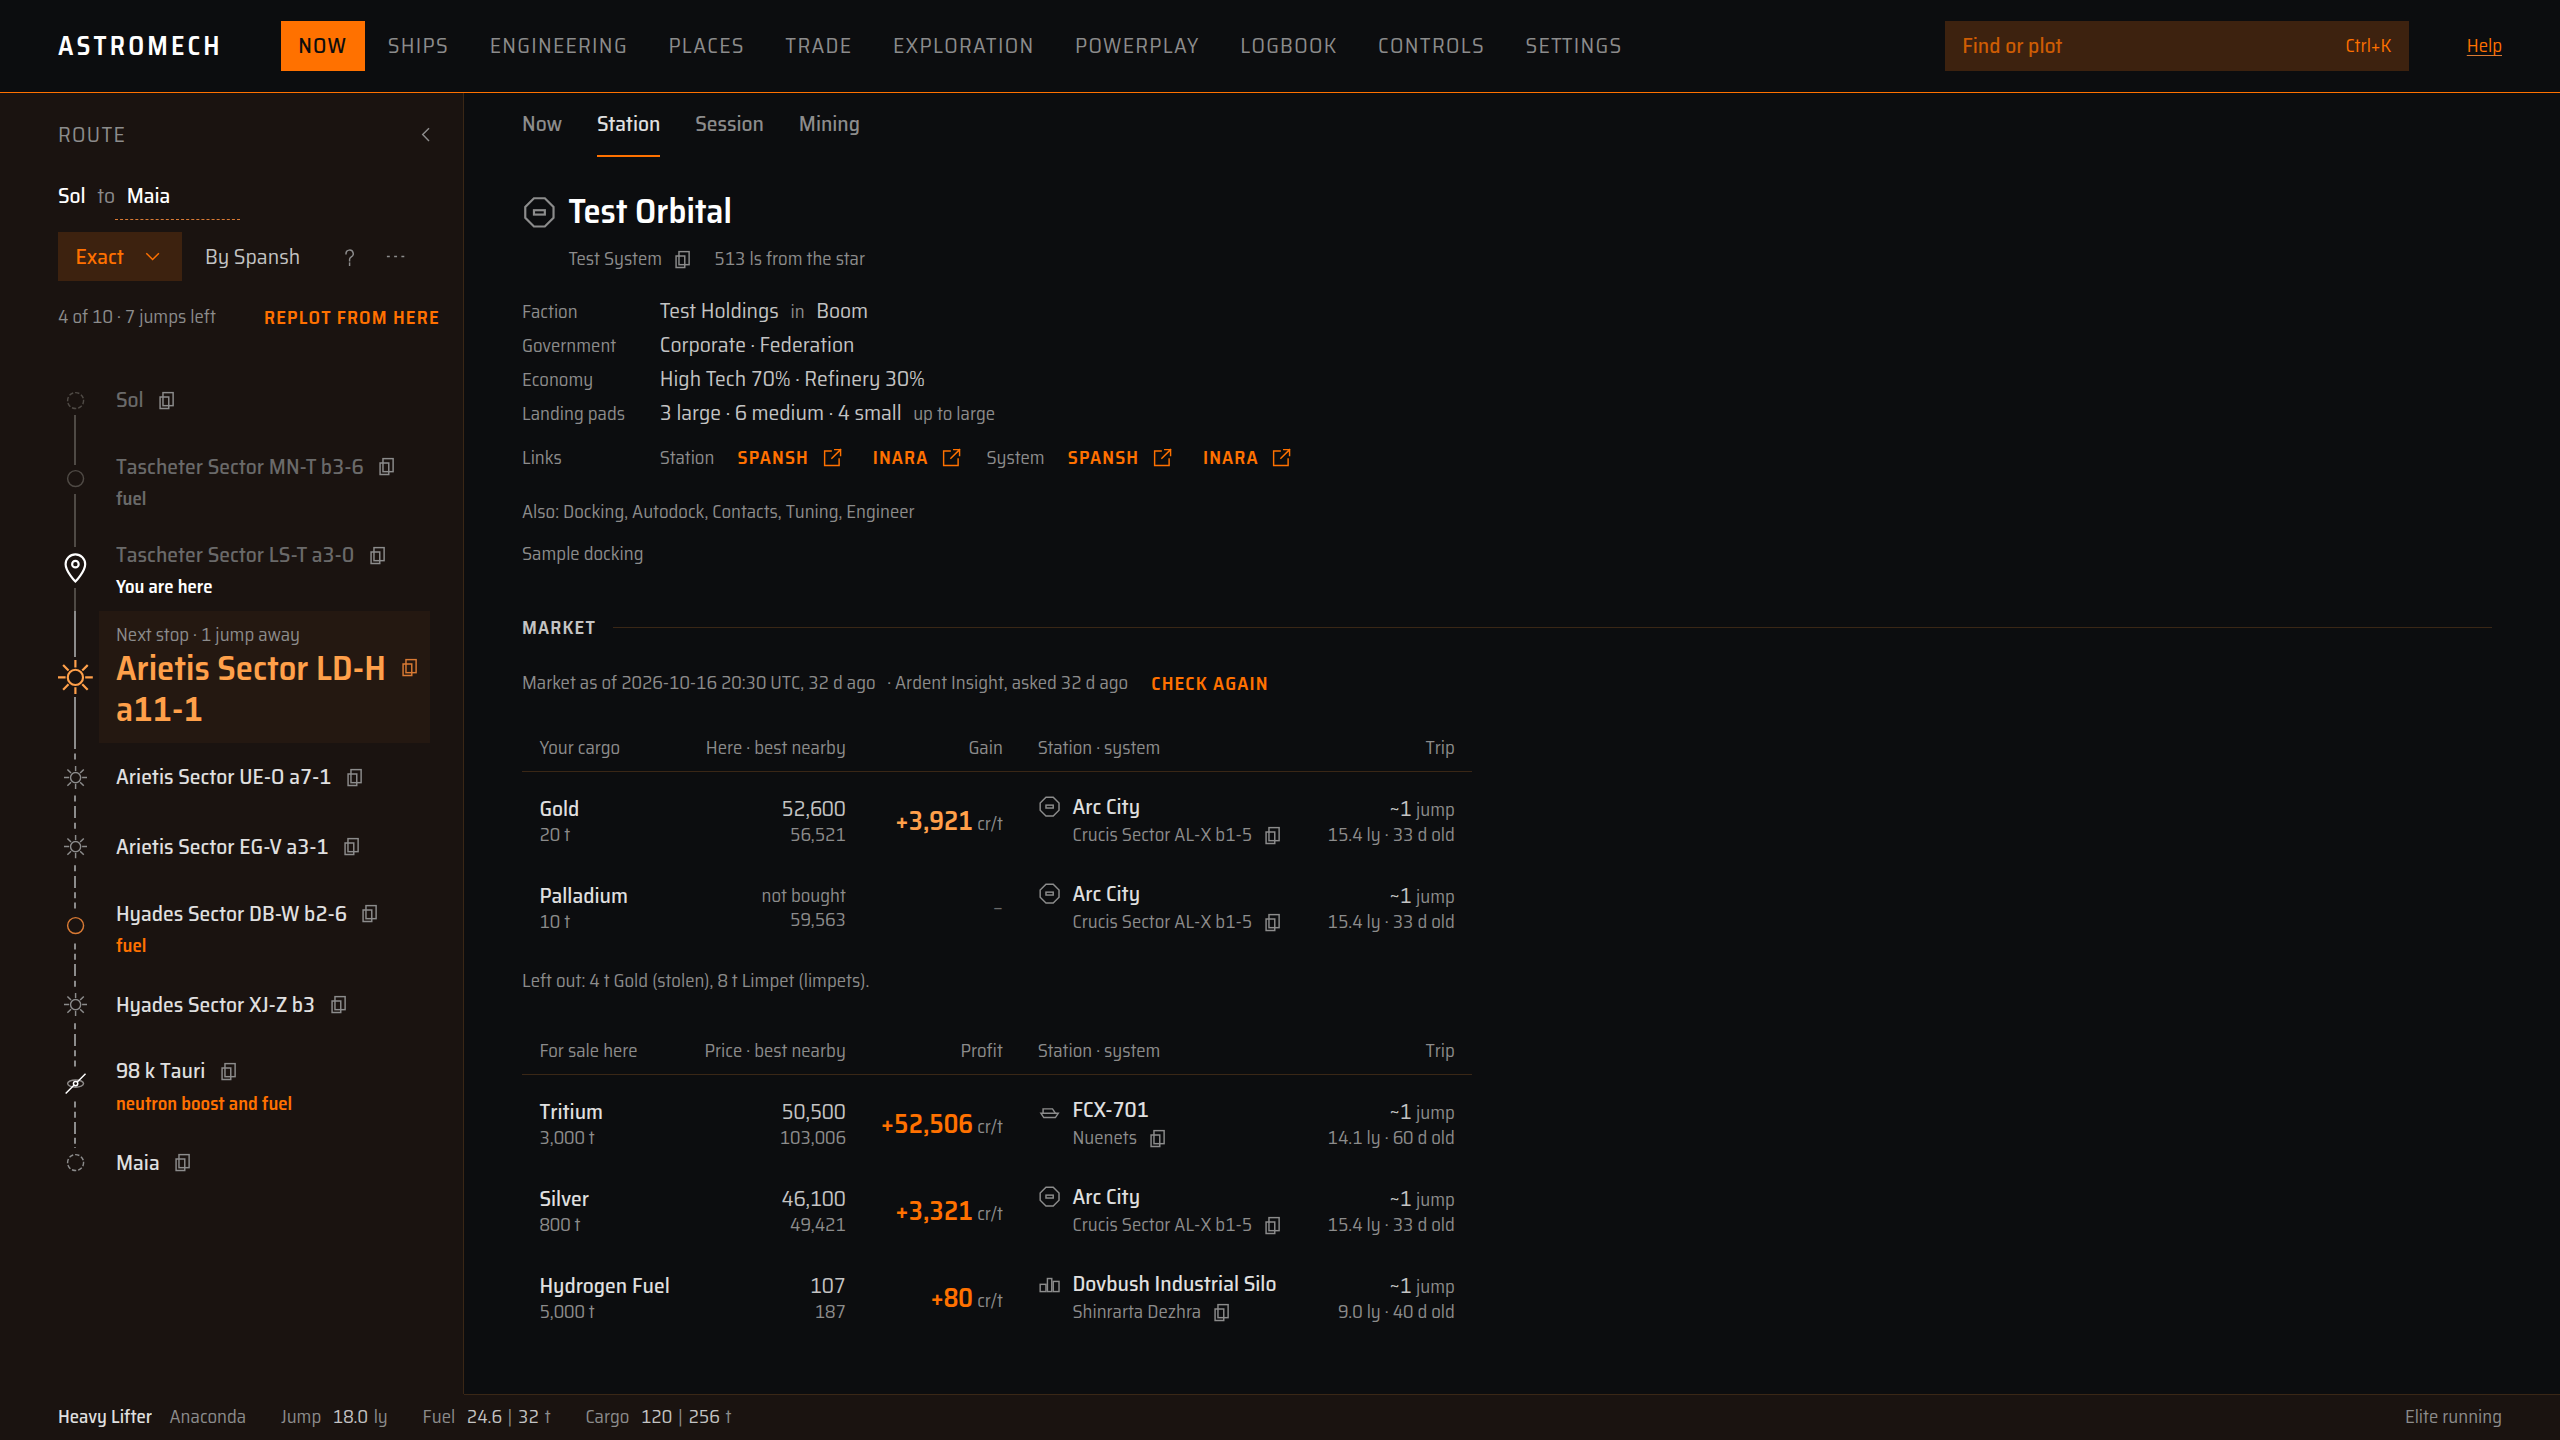 ASTROMECH
NOW SHIPS ENGINEERING PLACES TRADE EXPLORATION POWERPLAY LOGBOOK CONTROLS SETTINGS
Find or plot Ctrl+K
Help
ROUTE
Sol to Maia
Exact By Spansh ? ···
4 of 10 · 7 jumps left REPLOT FROM HERE
Sol
Tascheter Sector MN-T b3-6
fuel
Tascheter Sector LS-T a3-0
You are here
Next stop · 1 jump away
Arietis Sector LD-H
a11-1
Arietis Sector UE-O a7-1
Arietis Sector EG-V a3-1
Hyades Sector DB-W b2-6
fuel
Hyades Sector XJ-Z b3
98 k Tauri
neutron boost and fuel
Maia
Now Station Session Mining
Test Orbital
Test System 513 ls from the star
Faction Test Holdings in Boom
Government Corporate · Federation
Economy High Tech 70% · Refinery 30%
Landing pads 3 large · 6 medium · 4 small up to large
Links Station SPANSH INARA System SPANSH INARA
Also: Docking, Autodock, Contacts, Tuning, Engineer
Sample docking
MARKET
Market as of 2026-10-16 20:30 UTC, 32 d ago · Ardent Insight, asked 32 d ago CHECK AGAIN
Your cargo Here · best nearby Gain Station · system Trip
Gold 52,600 +3,921 cr/t Arc City ~1 jump
20 t 56,521 Crucis Sector AL-X b1-5 15.4 ly · 33 d old
Palladium not bought – Arc City ~1 jump
10 t 59,563 Crucis Sector AL-X b1-5 15.4 ly · 33 d old
Left out: 4 t Gold (stolen), 8 t Limpet (limpets).
For sale here Price · best nearby Profit Station · system Trip
Tritium 50,500 +52,506 cr/t FCX-701 ~1 jump
3,000 t 103,006 Nuenets 14.1 ly · 60 d old
Silver 46,100 +3,321 cr/t Arc City ~1 jump
800 t 49,421 Crucis Sector AL-X b1-5 15.4 ly · 33 d old
Hydrogen Fuel 107 +80 cr/t Dovbush Industrial Silo ~1 jump
5,000 t 187 Shinrarta Dezhra 9.0 ly · 40 d old
Heavy Lifter Anaconda Jump 18.0 ly Fuel 24.6 | 32 t Cargo 120 | 256 t
Elite running